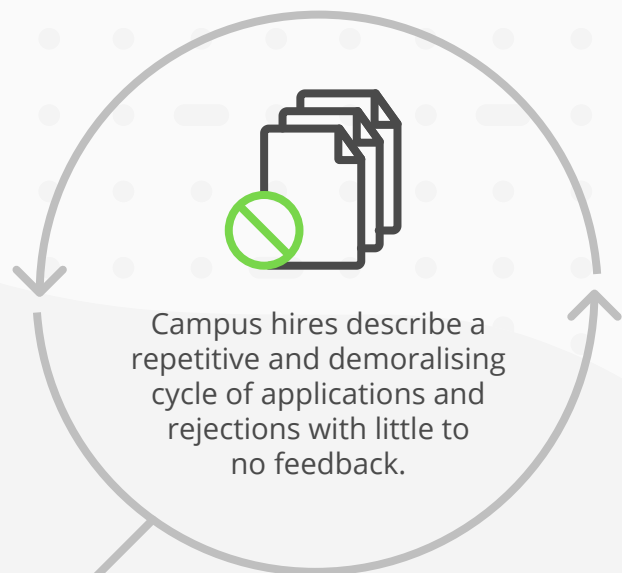 Campus hires describe a
repetitive and demoralising
cycle of applications and
rejections with little to
no feedback.